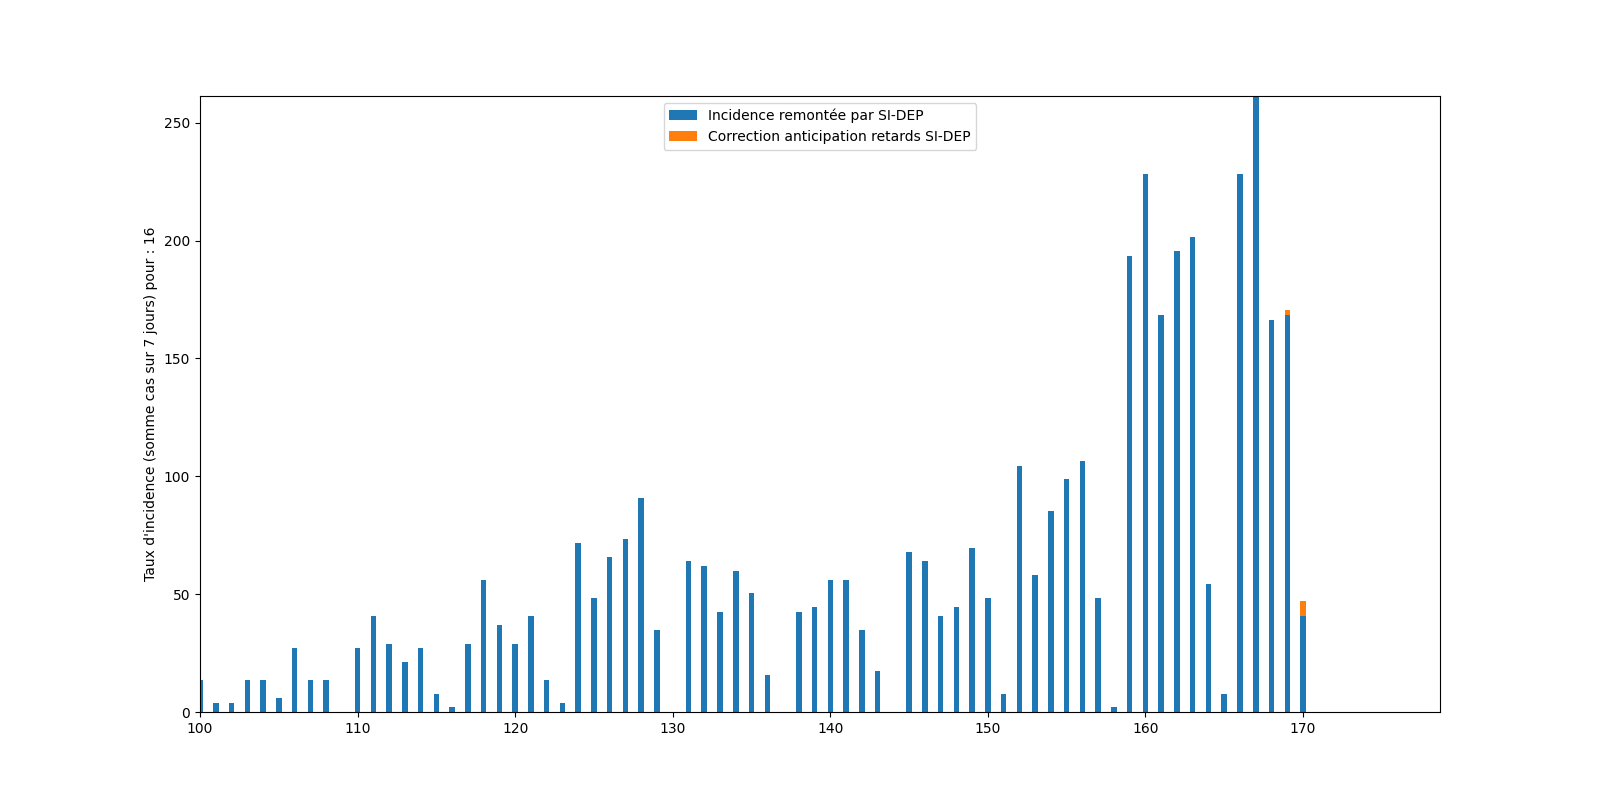 Incidence remontée par SI-DEP
Correction anticipation retards SI-DEP
Taux d'incidence (somme cas sur 7 jours) pour : 16
250
200
150
100
50
0
100 110 120 130 140 150 160 170